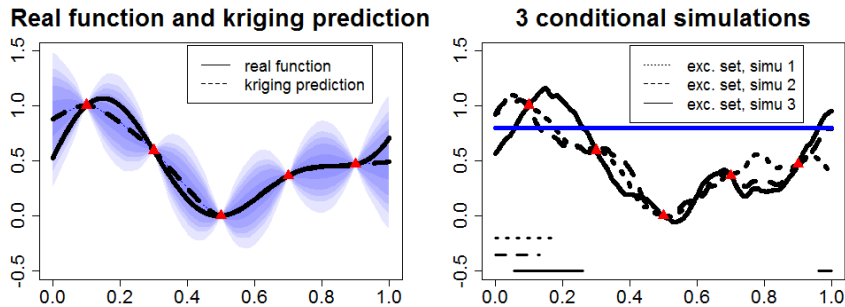 Real function and kriging prediction
real function
kriging prediction
1.5
1.0
0.5
0.0
-0.5
0.0 0.2 0.4 0.6 0.8 1.0
3 conditional simulations
exc. set, simu 1
exc. set, simu 2
exc. set, simu 3
1.5
1.0
0.5
0.0
-0.5
0.0 0.2 0.4 0.6 0.8 1.0